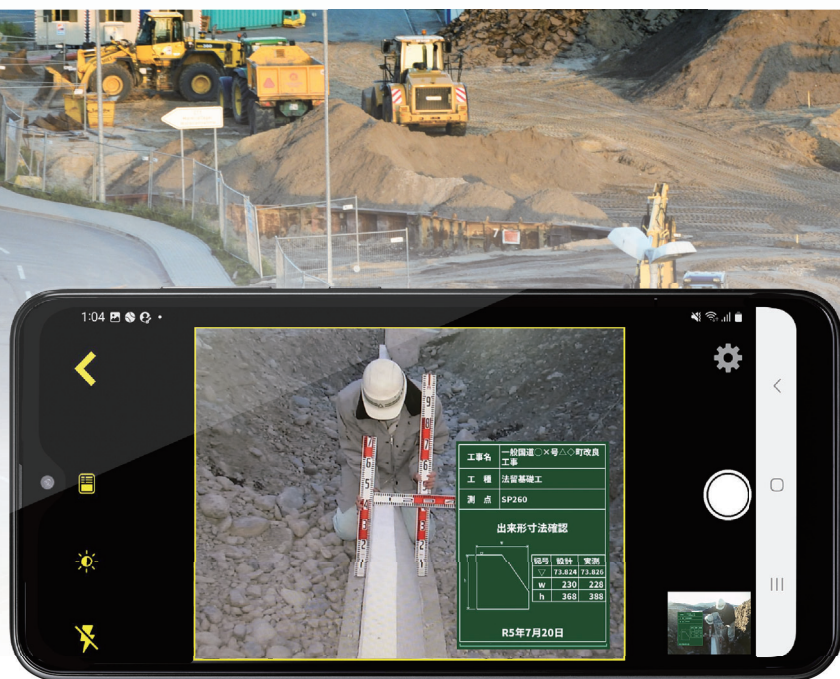 1:04
工事名 一般国道○×号△◇町改良
工事
工 種 法留基礎工
測 点 SP260
出来形寸法確認
記号 設計 実測
▽ 73.824 73.826
w 230 228
h 368 388
R5年7月20日